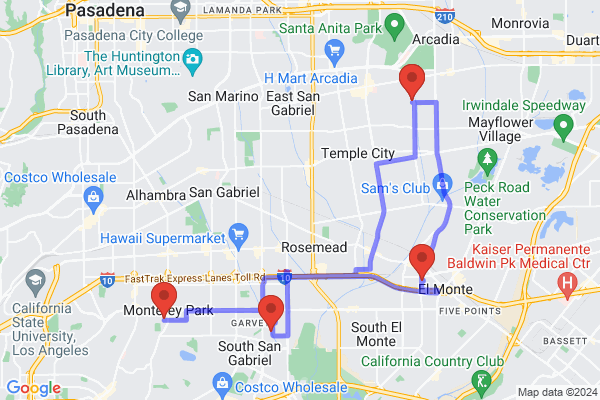 Pasadena
LAMANDA PARK
210
Monrovia
Pasadena City College
Santa Anita Park
Arcadia
Duart
The Huntington
Library, Art Museum...
H Mart Arcadia
San Marino
East San
Gabriel
Irwindale Speedway
South
Pasadena
Mayflower
Village
Temple City
Costco Wholesale
Alhambra
San Gabriel
Sam's Club
Peck Road
Water
Conservation
Park
Hawaii Supermarket
Rosemead
Kaiser Permanente
Baldwin Pk Medical Ctr
10
FasTrak Express Lanes Toll Rd
10
El Monte
10
California
State
University,
Los Angeles
Monterey Park
GARVEY
FIVE POINTS
South El
Monte
BASSETT
South San
Gabriel
California Country Club
Costco Wholesale
Google
Map data ©2024